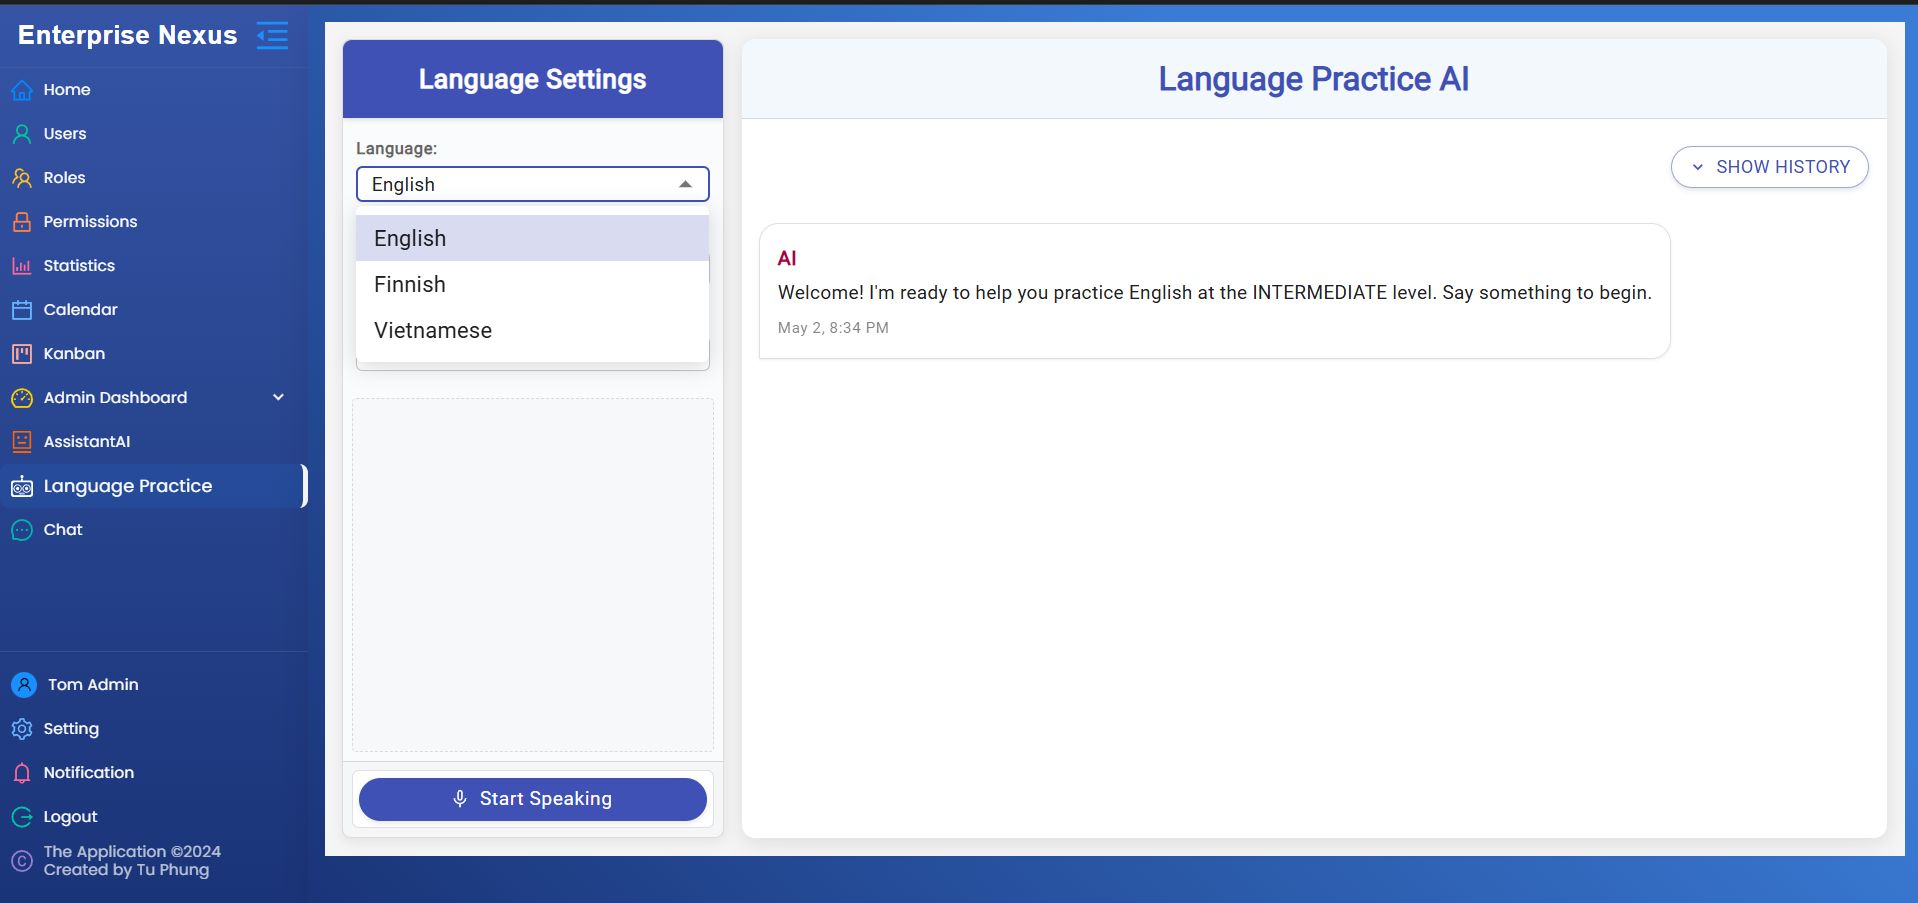 Enterprise Nexus
Home
Users
Roles
Permissions
Statistics
Calendar
Kanban
Admin Dashboard
AssistantAI
Language Practice
Chat
Tom Admin
Setting
Notification
Logout
The Application ©2024
Created by Tu Phung
Language Settings
Language:
English
English
Finnish
Vietnamese
Start Speaking
Language Practice AI
SHOW HISTORY
AI
Welcome! I'm ready to help you practice English at the INTERMEDIATE level. Say something to begin.
May 2, 8:34 PM